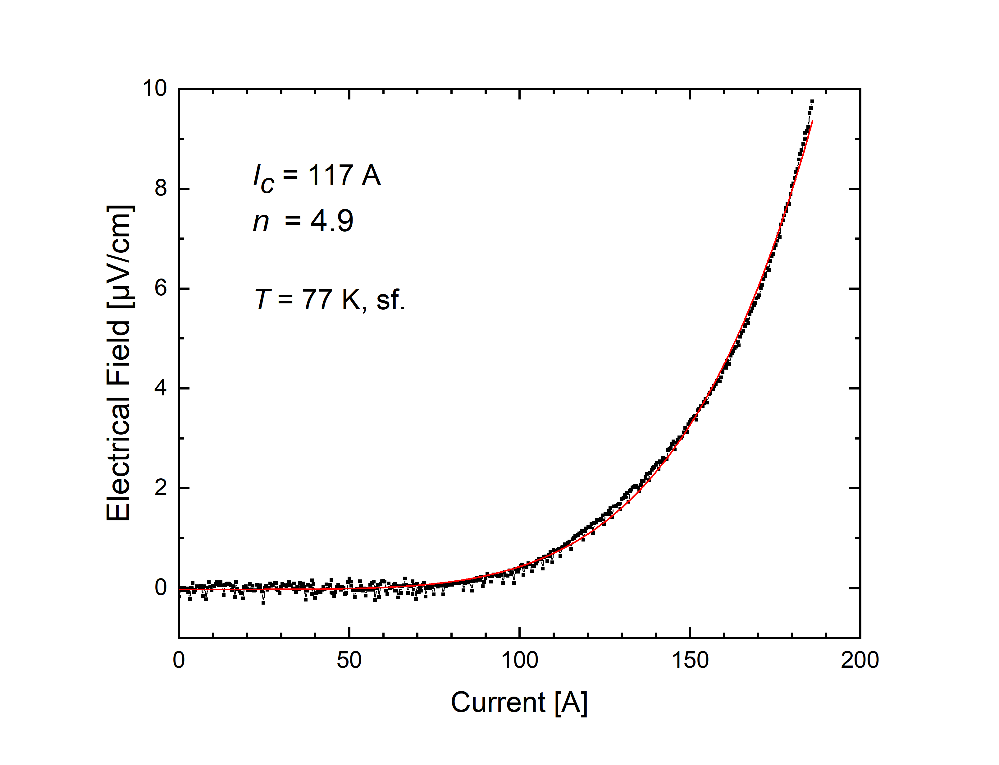 10
8
6
4
2
0
Electrical Field [µV/cm]
I_c = 117 A
n = 4.9
T = 77 K, sf.
0 50 100 150 200
Current [A]